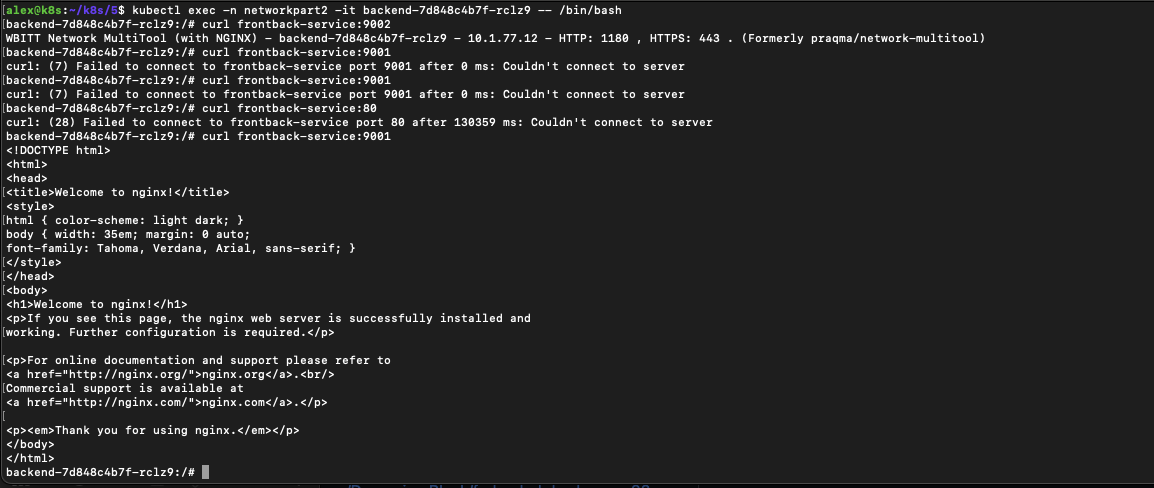 [alex@k8s:~/k8s/5$ kubectl exec -n networkpart2 -it backend-7d848c4b7f-rclz9 -- /bin/bash
[backend-7d848c4b7f-rclz9:/# curl frontback-service:9002
WBITT Network MultiTool (with NGINX) - backend-7d848c4b7f-rclz9 - 10.1.77.12 - HTTP: 1180 , HTTPS: 443 . (Formerly praqma/network-multitool)
[backend-7d848c4b7f-rclz9:/# curl frontback-service:9001
curl: (7) Failed to connect to frontback-service port 9001 after 0 ms: Couldn't connect to server
[backend-7d848c4b7f-rclz9:/# curl frontback-service:9001
curl: (7) Failed to connect to frontback-service port 9001 after 0 ms: Couldn't connect to server
[backend-7d848c4b7f-rclz9:/# curl frontback-service:80
curl: (28) Failed to connect to frontback-service port 80 after 130359 ms: Couldn't connect to server
backend-7d848c4b7f-rclz9:/# curl frontback-service:9001
<!DOCTYPE html>
<html>
<head>
[<title>Welcome to nginx!</title>
<style>
[html { color-scheme: light dark; }
body { width: 35em; margin: 0 auto;
font-family: Tahoma, Verdana, Arial, sans-serif; }
[</style>
[</head>
[<body>
<h1>Welcome to nginx!</h1>
<p>If you see this page, the nginx web server is successfully installed and
[working. Further configuration is required.</p>

[<p>For online documentation and support please refer to
<a href="http://nginx.org/">nginx.org</a>.<br/>
[Commercial support is available at
<a href="http://nginx.com/">nginx.com</a>.</p>
[
<p><em>Thank you for using nginx.</em></p>
</body>
</html>
backend-7d848c4b7f-rclz9:/#